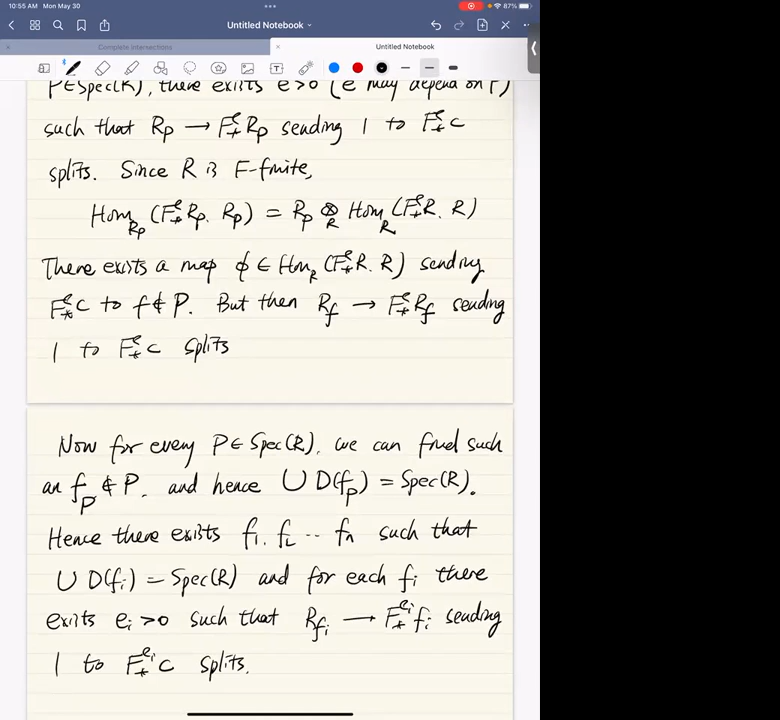 10:55 AM Mon May 30
87%
Untitled Notebook
Complete Intersections
Untitled Notebook
P∈Spec(R), there exists e>0 (e may depend on P)
such that R_P → F^e_* R_P sending 1 to F^e_* c
splits. Since R is F-finite,
Hom_{R_P} (F^e_* R_P, R_P) = R_P ⊗_R Hom_R (F^e_* R, R)
There exists a map φ ∈ Hom_R (F^e_* R, R) sending
F^e_* c to f ∉ P. But then R_f → F^e_* R_f sending
1 to F^e_* c splits
Now for every P ∈ Spec(R), we can find such
an f_P ∉ P. and hence ∪ D(f_P) = Spec(R).
Hence there exists f_1, f_2 ... f_n such that
∪ D(f_i) = Spec(R) and for each f_i there
exists e_i > 0 such that R_{f_i} → F^{e_i}_* f_i sending
1 to F^{e_i}_* c splits.